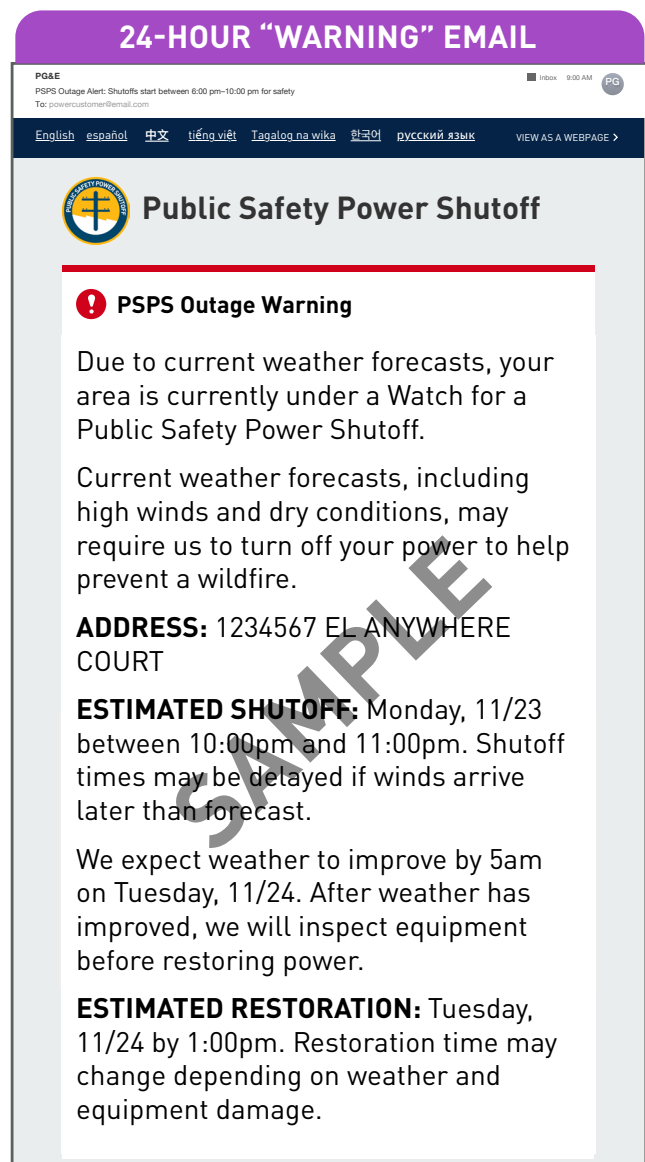 24-HOUR “WARNING” EMAIL
PG&E
Inbox 9:00 AM
PG
PSPS Outage Alert: Shutoffs start between 6:00 pm–10:00 pm for safety
To: powercustomer@email.com
English español 中文 tiếng việt Tagalog na wika 한국어 русский язык VIEW AS A WEBPAGE >
PUBLIC SAFETY POWER SHUTOFF
Public Safety Power Shutoff
PSPS Outage Warning
Due to current weather forecasts, your
area is currently under a Watch for a
Public Safety Power Shutoff.
Current weather forecasts, including
high winds and dry conditions, may
require us to turn off your power to help
prevent a wildfire.
ADDRESS: 1234567 EL ANYWHERE
COURT
ESTIMATED SHUTOFF: Monday, 11/23
between 10:00pm and 11:00pm. Shutoff
times may be delayed if winds arrive
later than forecast.
We expect weather to improve by 5am
on Tuesday, 11/24. After weather has
improved, we will inspect equipment
before restoring power.
ESTIMATED RESTORATION: Tuesday,
11/24 by 1:00pm. Restoration time may
change depending on weather and
equipment damage.
SAMPLE